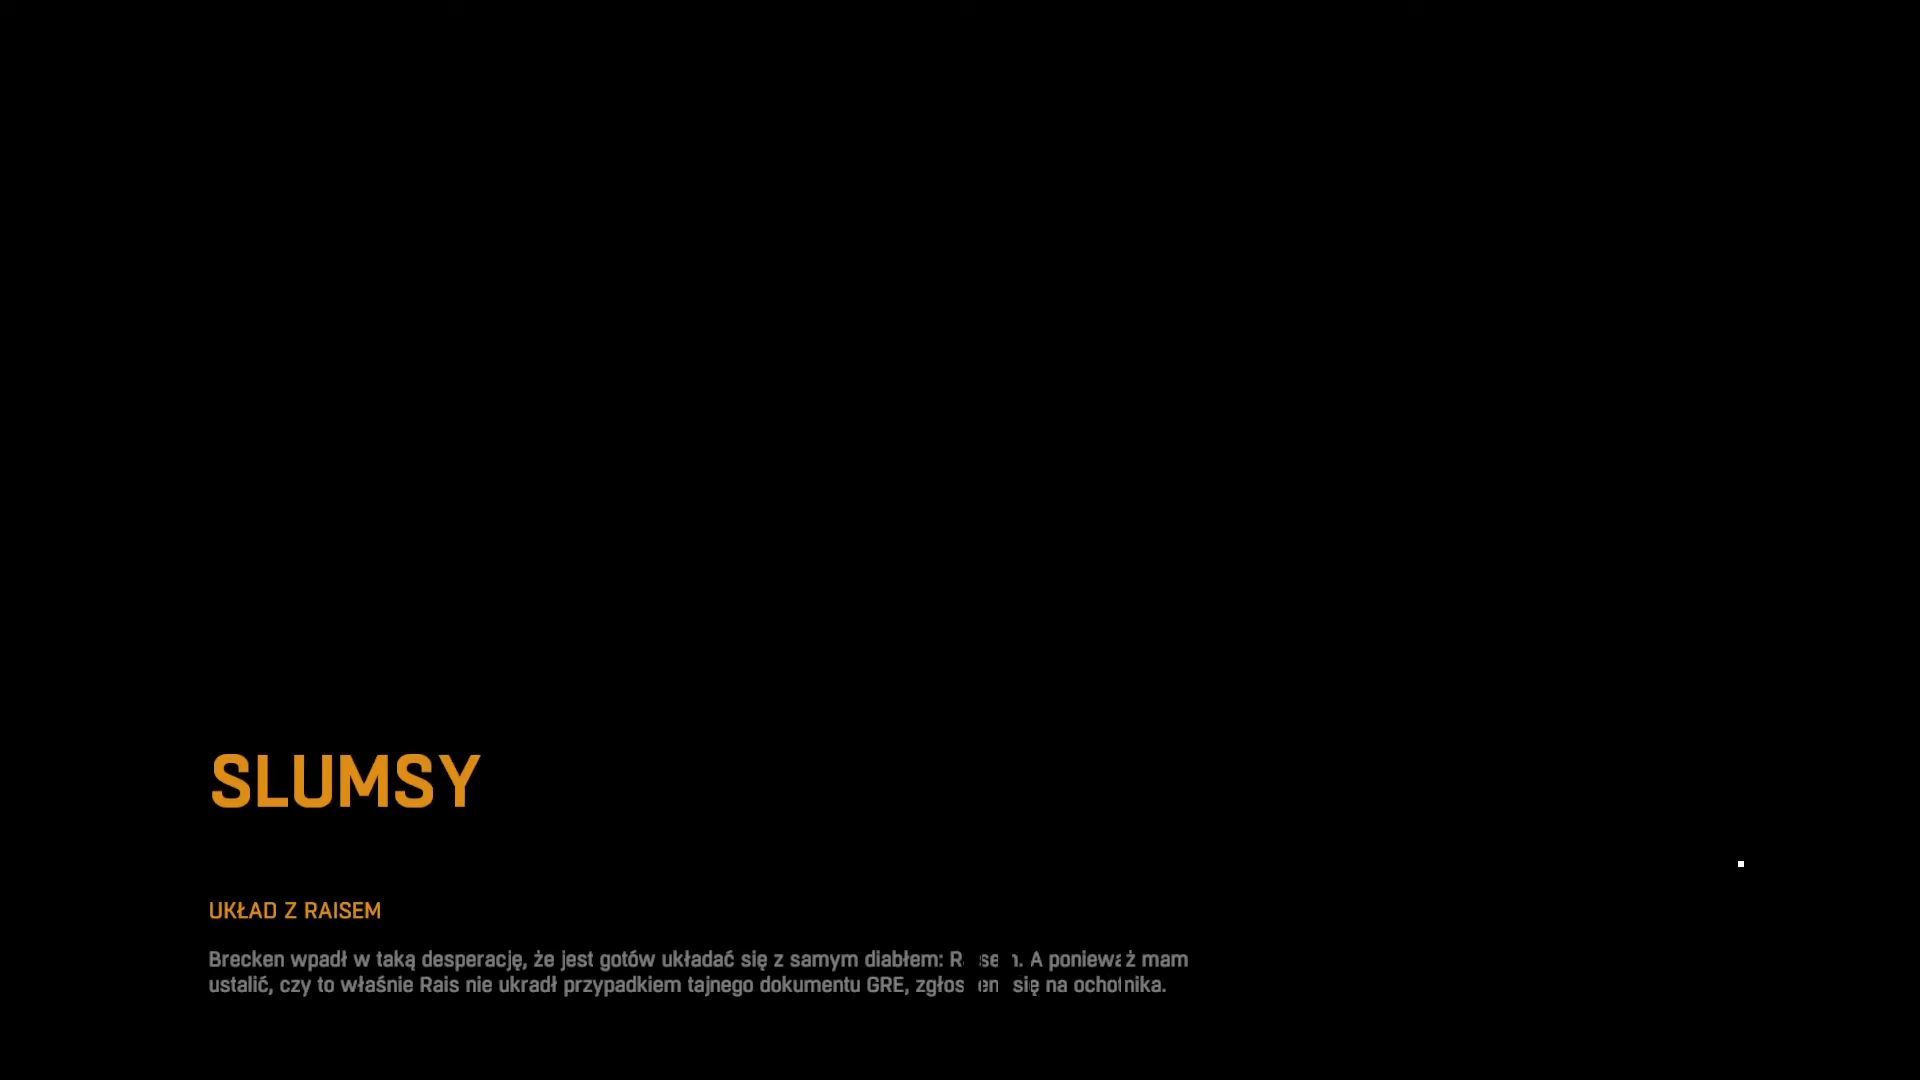 SLUMSY
UKŁAD Z RAISEM
Brecken wpadł w taką desperację, że jest gotów układać się z samym diabłem: Raisem. A ponieważ mam
ustalić, czy to właśnie Rais nie ukradł przypadkiem tajnego dokumentu GRE, się na ochotnika.